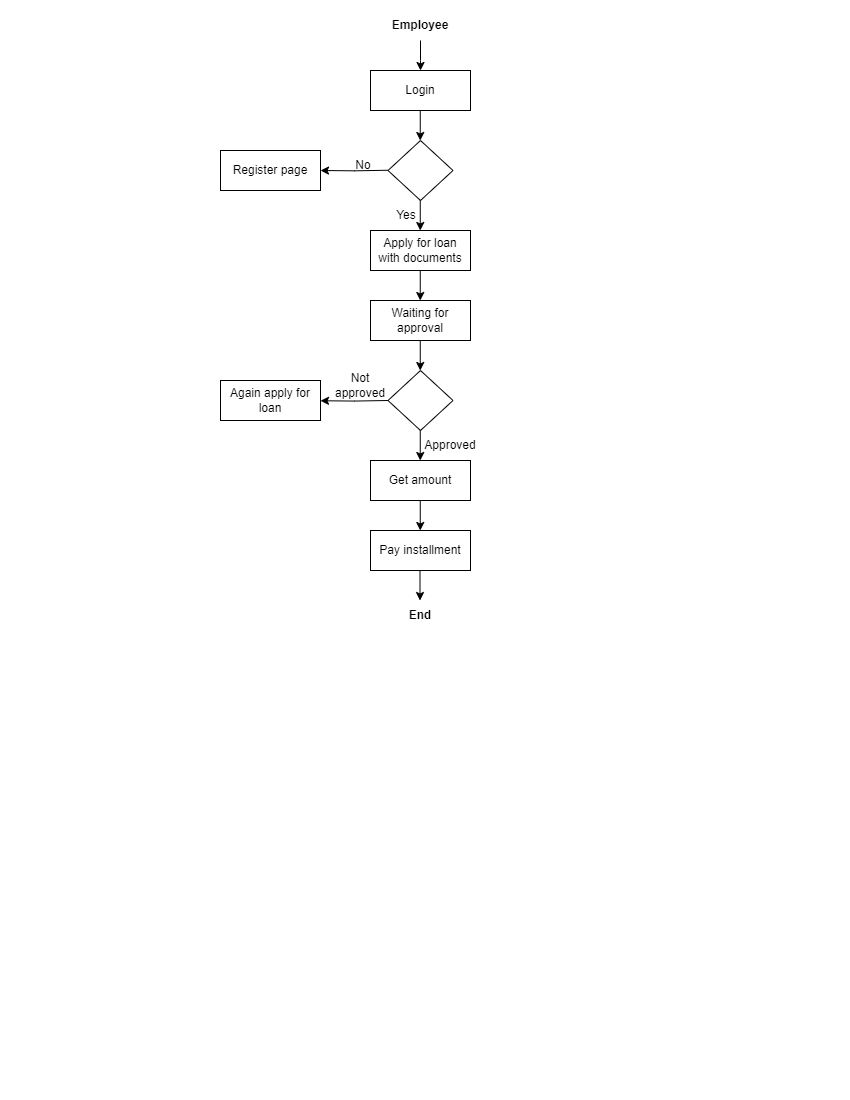 Employee
Login
No
Register page
Yes
Apply for loan
with documents
Waiting for
approval
Not
approved
Again apply for
loan
Approved
Get amount
Pay installment
End